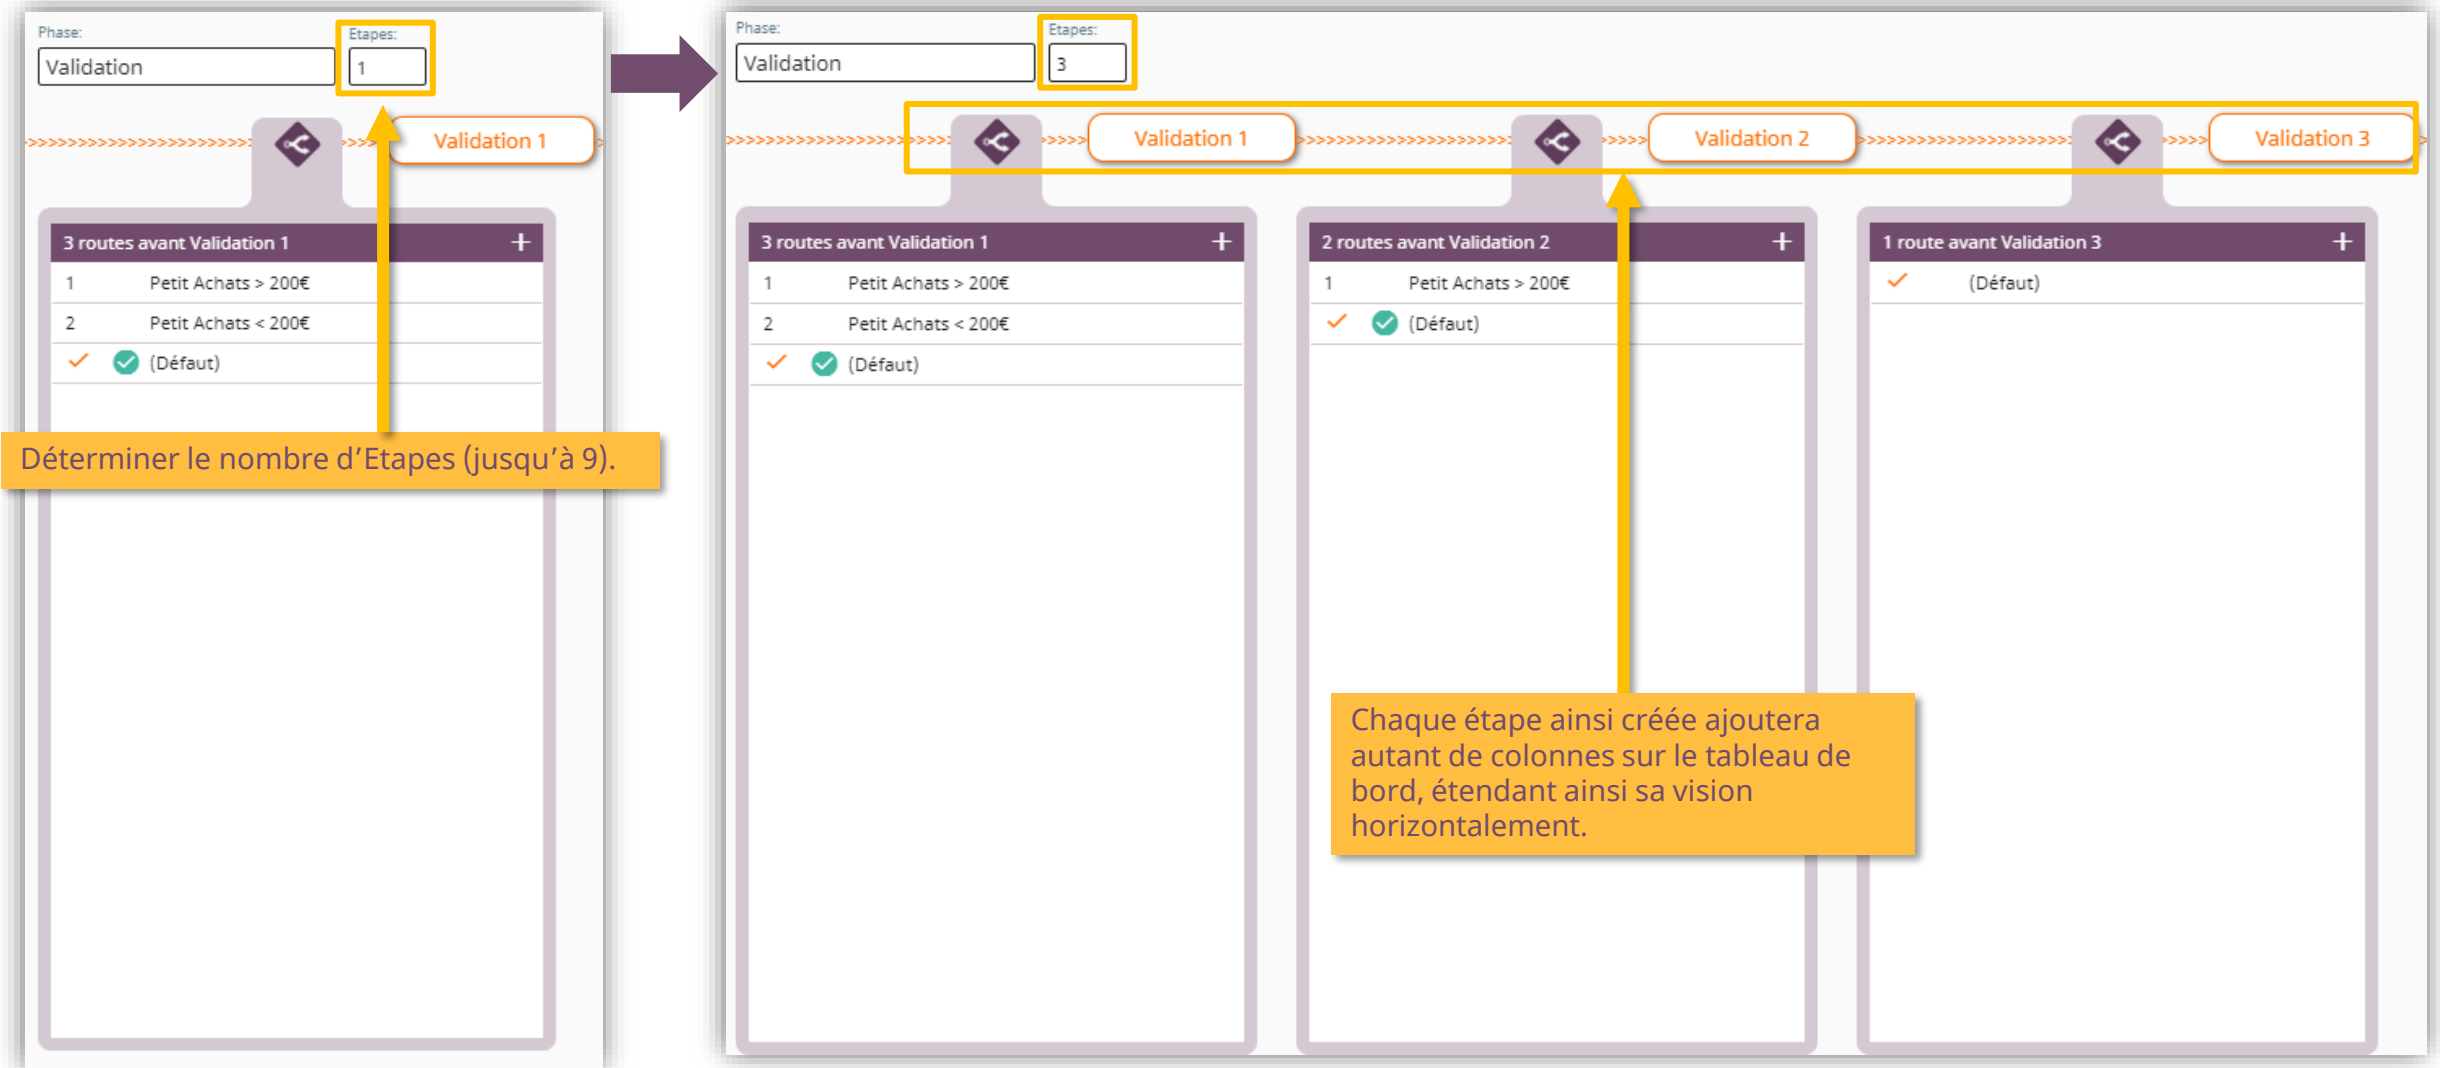 Phase:
Etapes:
Validation
1
Validation 1
3 routes avant Validation 1
+
1 Petit Achats > 200€
2 Petit Achats < 200€
(Défaut)
Déterminer le nombre d’Etapes (jusqu’à 9).
Phase:
Etapes:
Validation
3
Validation 1
Validation 2
Validation 3
3 routes avant Validation 1
+
1 Petit Achats > 200€
2 Petit Achats < 200€
(Défaut)
2 routes avant Validation 2
+
1 Petit Achats > 200€
(Défaut)
1 route avant Validation 3
+
(Défaut)
Chaque étape ainsi créée ajoutera
autant de colonnes sur le tableau de
bord, étendant ainsi sa vision
horizontalement.